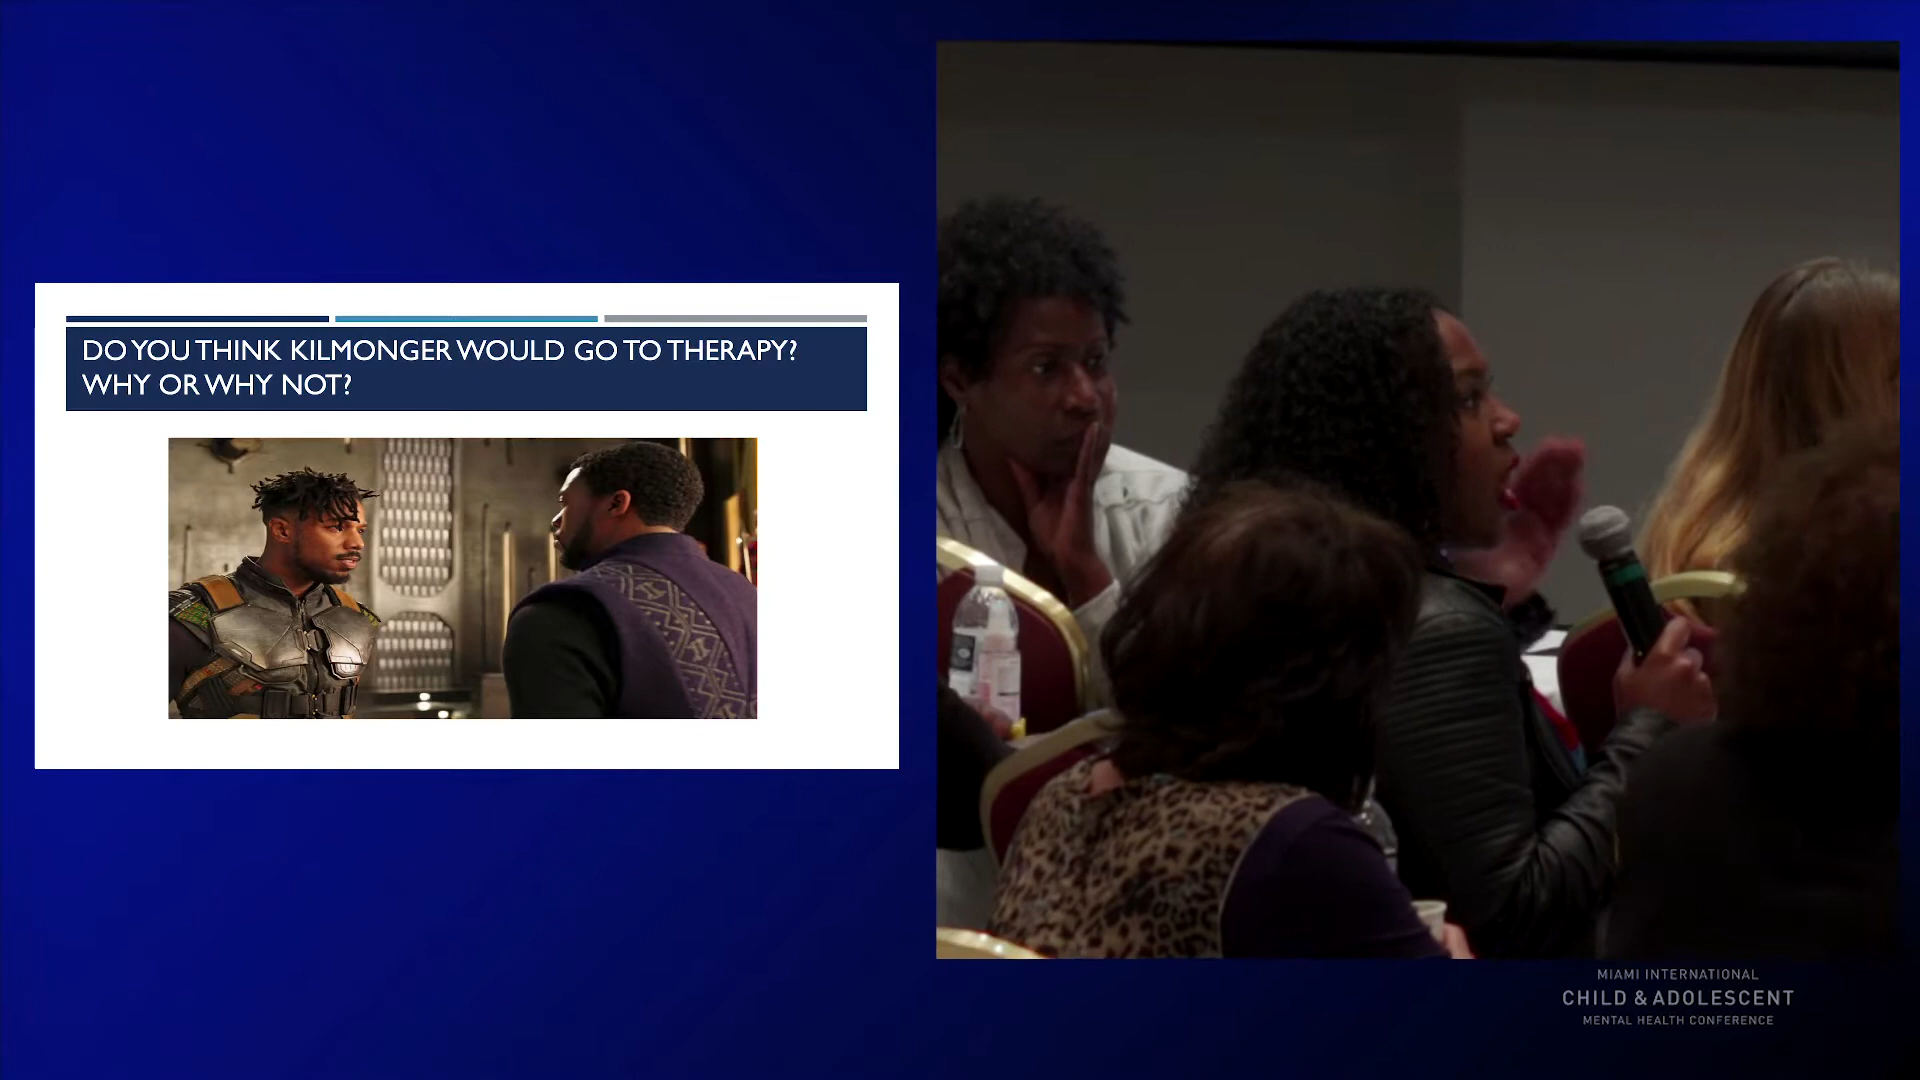 DO YOU THINK KILMONGER WOULD GO TO THERAPY?
WHY OR WHY NOT?
MIAMI INTERNATIONAL
CHILD & ADOLESCENT
MENTAL HEALTH CONFERENCE